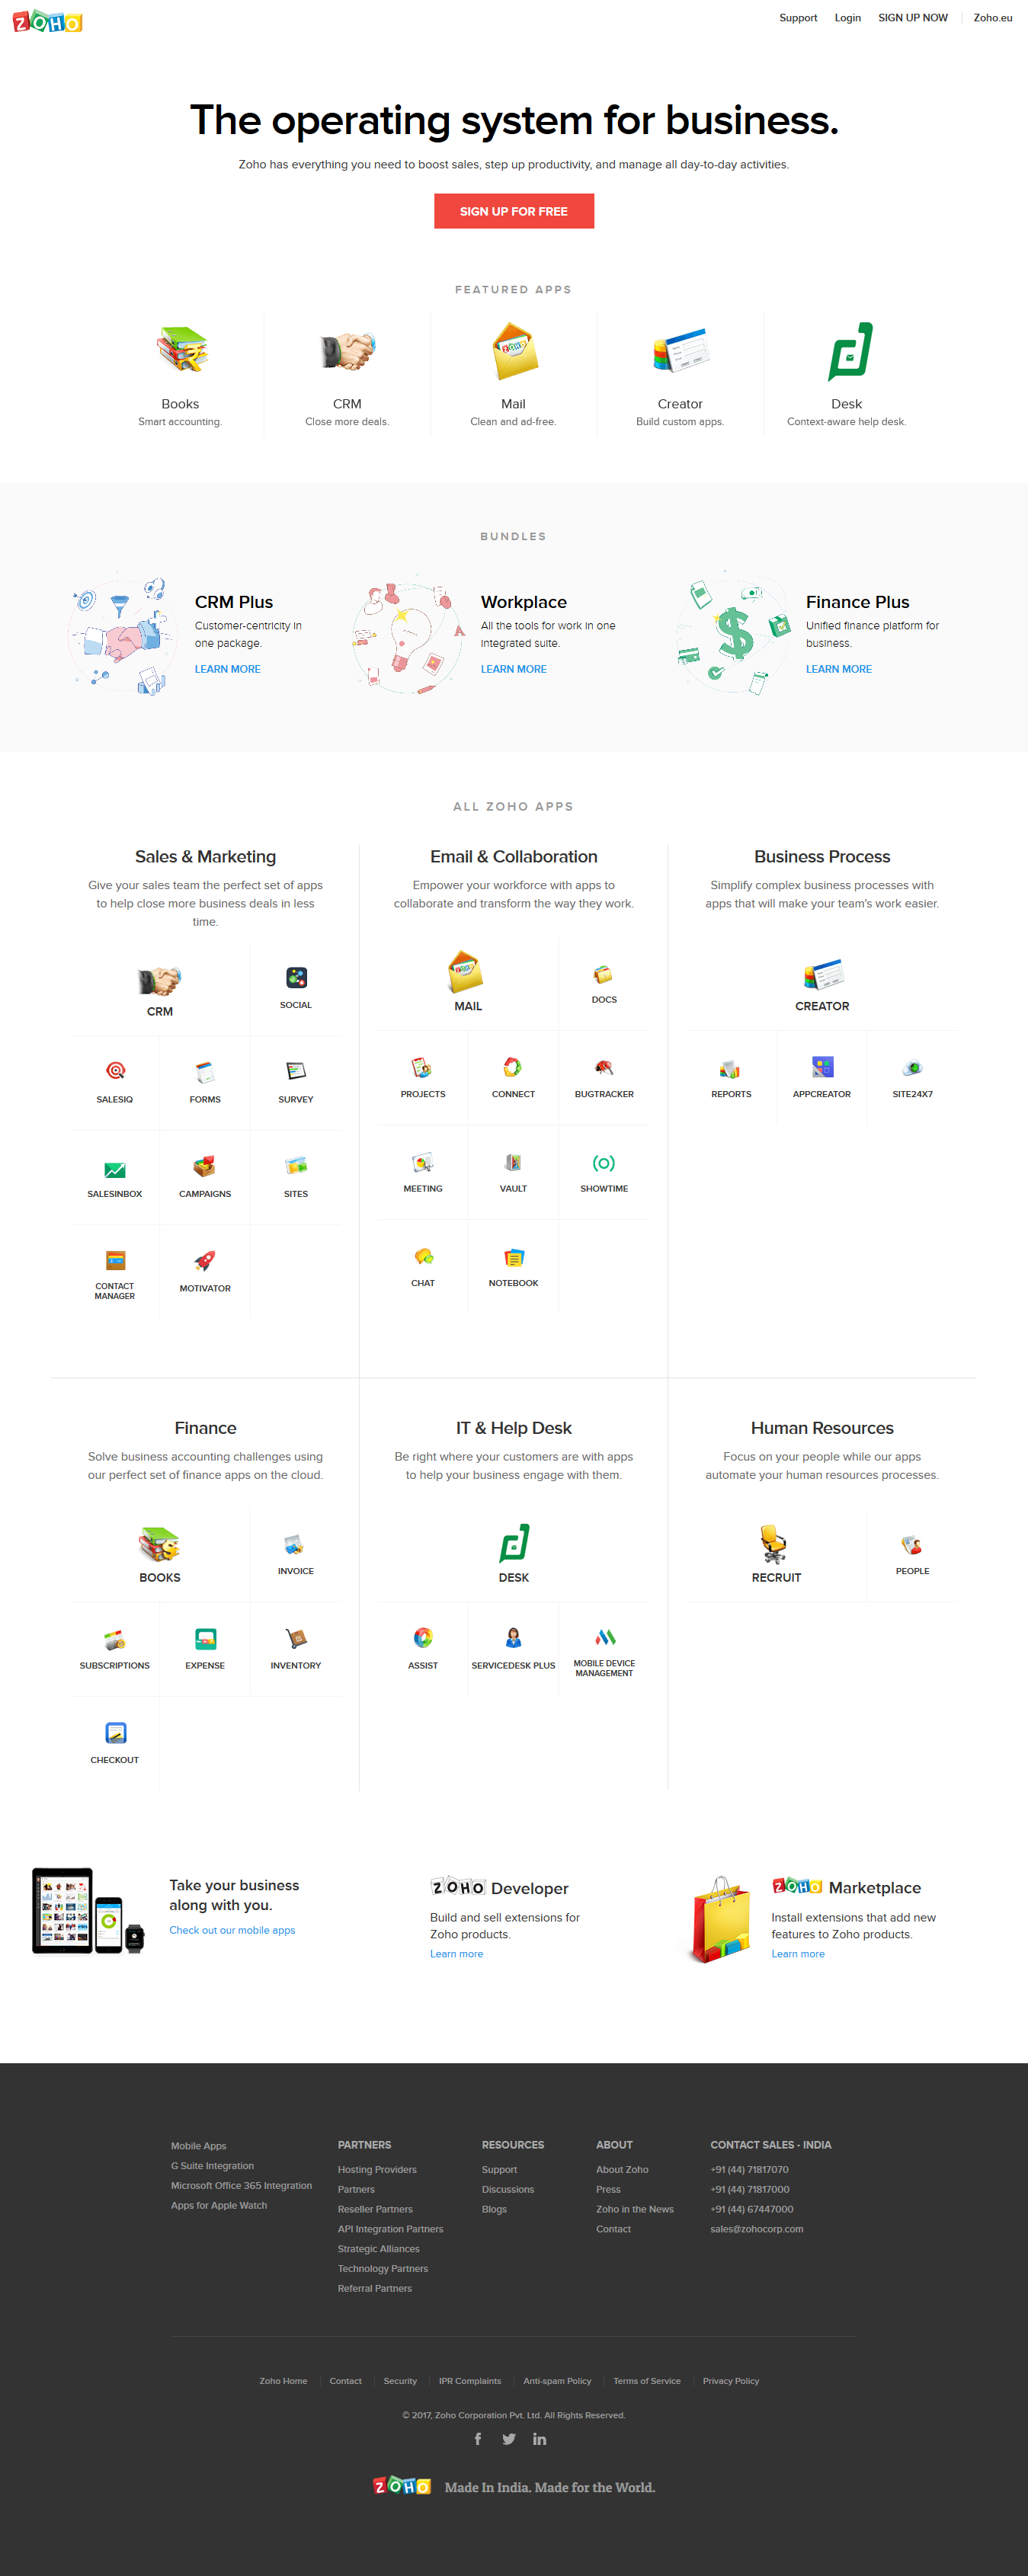 ZOHO
Support Login SIGN UP NOW Zoho.eu
The operating system for business.
Zoho has everything you need to boost sales, step up productivity, and manage all day-to-day activities.
SIGN UP FOR FREE
FEATURED APPS
Books
Smart accounting.
CRM
Close more deals.
Mail
Clean and ad-free.
Creator
Build custom apps.
Desk
Context-aware help desk.
BUNDLES
CRM Plus
Customer-centricity in
one package.
LEARN MORE
Workplace
All the tools for work in one
integrated suite.
LEARN MORE
Finance Plus
Unified finance platform for
business.
LEARN MORE
ALL ZOHO APPS
Sales & Marketing
Give your sales team the perfect set of apps
to help close more business deals in less
time.
CRM
SOCIAL
SALESIQ
FORMS
SURVEY
SALESINBOX
CAMPAIGNS
SITES
CONTACT
MANAGER
MOTIVATOR
Email & Collaboration
Empower your workforce with apps to
collaborate and transform the way they work.
MAIL
DOCS
PROJECTS
CONNECT
BUGTRACKER
MEETING
VAULT
SHOWTIME
CHAT
NOTEBOOK
Business Process
Simplify complex business processes with
apps that will make your team's work easier.
CREATOR
REPORTS
APPCREATOR
SITE24X7
Finance
Solve business accounting challenges using
our perfect set of finance apps on the cloud.
BOOKS
INVOICE
SUBSCRIPTIONS
EXPENSE
INVENTORY
CHECKOUT
IT & Help Desk
Be right where your customers are with apps
to help your business engage with them.
DESK
ASSIST
SERVICEDESK PLUS
MOBILE DEVICE
MANAGEMENT
Human Resources
Focus on your people while our apps
automate your human resources processes.
RECRUIT
PEOPLE
Take your business
along with you.
Check out our mobile apps
ZOHO Developer
Build and sell extensions for
Zoho products.
Learn more
ZOHO Marketplace
Install extensions that add new
features to Zoho products.
Learn more
Mobile Apps
G Suite Integration
Microsoft Office 365 Integration
Apps for Apple Watch
PARTNERS
Hosting Providers
Partners
Reseller Partners
API Integration Partners
Strategic Alliances
Technology Partners
Referral Partners
RESOURCES
Support
Discussions
Blogs
ABOUT
About Zoho
Press
Zoho in the News
Contact
CONTACT SALES - INDIA
+91 (44) 71817070
+91 (44) 71817000
+91 (44) 67447000
sales@zohocorp.com
Zoho Home Contact Security IPR Complaints Anti-spam Policy Terms of Service Privacy Policy
© 2017, Zoho Corporation Pvt. Ltd. All Rights Reserved.
ZOHO Made In India. Made for the World.